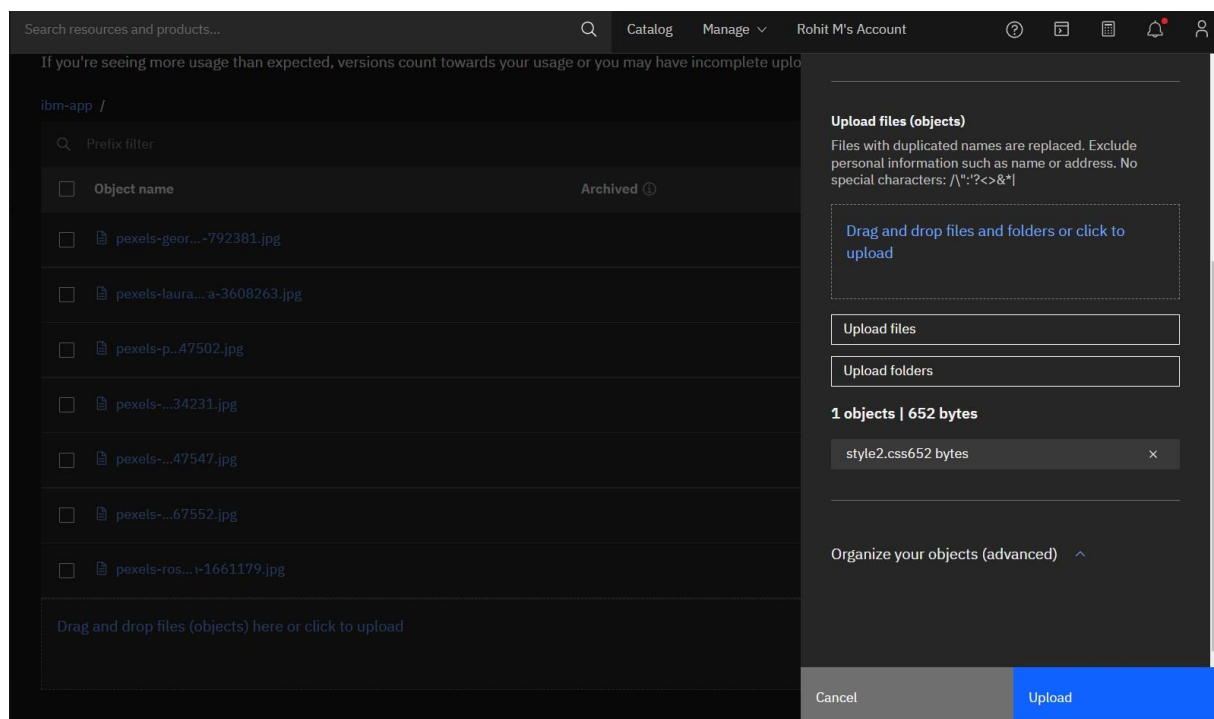 Search resources and products...
Catalog
Manage
Rohit M's Account
If you're seeing more usage than expected, versions count towards your usage or you may have incomplete uplo
ibm-app /
Prefix filter
Object name
Archived
pexels-geor...-792381.jpg
pexels-laura... a-3608263.jpg
pexels-p...47502.jpg
pexels-...34231.jpg
pexels-...47547.jpg
pexels-...67552.jpg
pexels-ros... -1661179.jpg
Drag and drop files (objects) here or click to upload
Upload files (objects)
Files with duplicated names are replaced. Exclude
personal information such as name or address. No
special characters: /\":'?<>&*|
Drag and drop files and folders or click to
upload
Upload files
Upload folders
1 objects | 652 bytes
style2.css652 bytes
Organize your objects (advanced)
Cancel
Upload